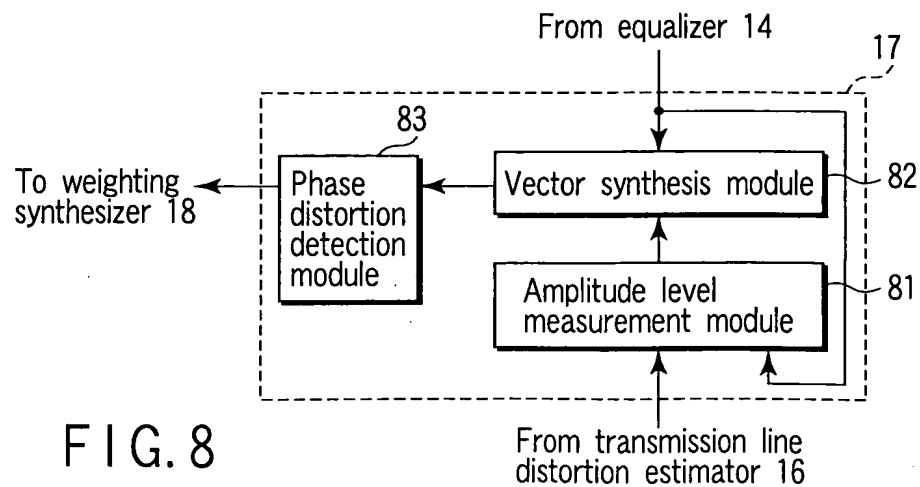 From equalizer 14
17
83
To weighting
synthesizer 18
Phase
distortion
detection
module
Vector synthesis module
82
Amplitude level
measurement module
81
From transmission line
distortion estimator 16
FIG. 8